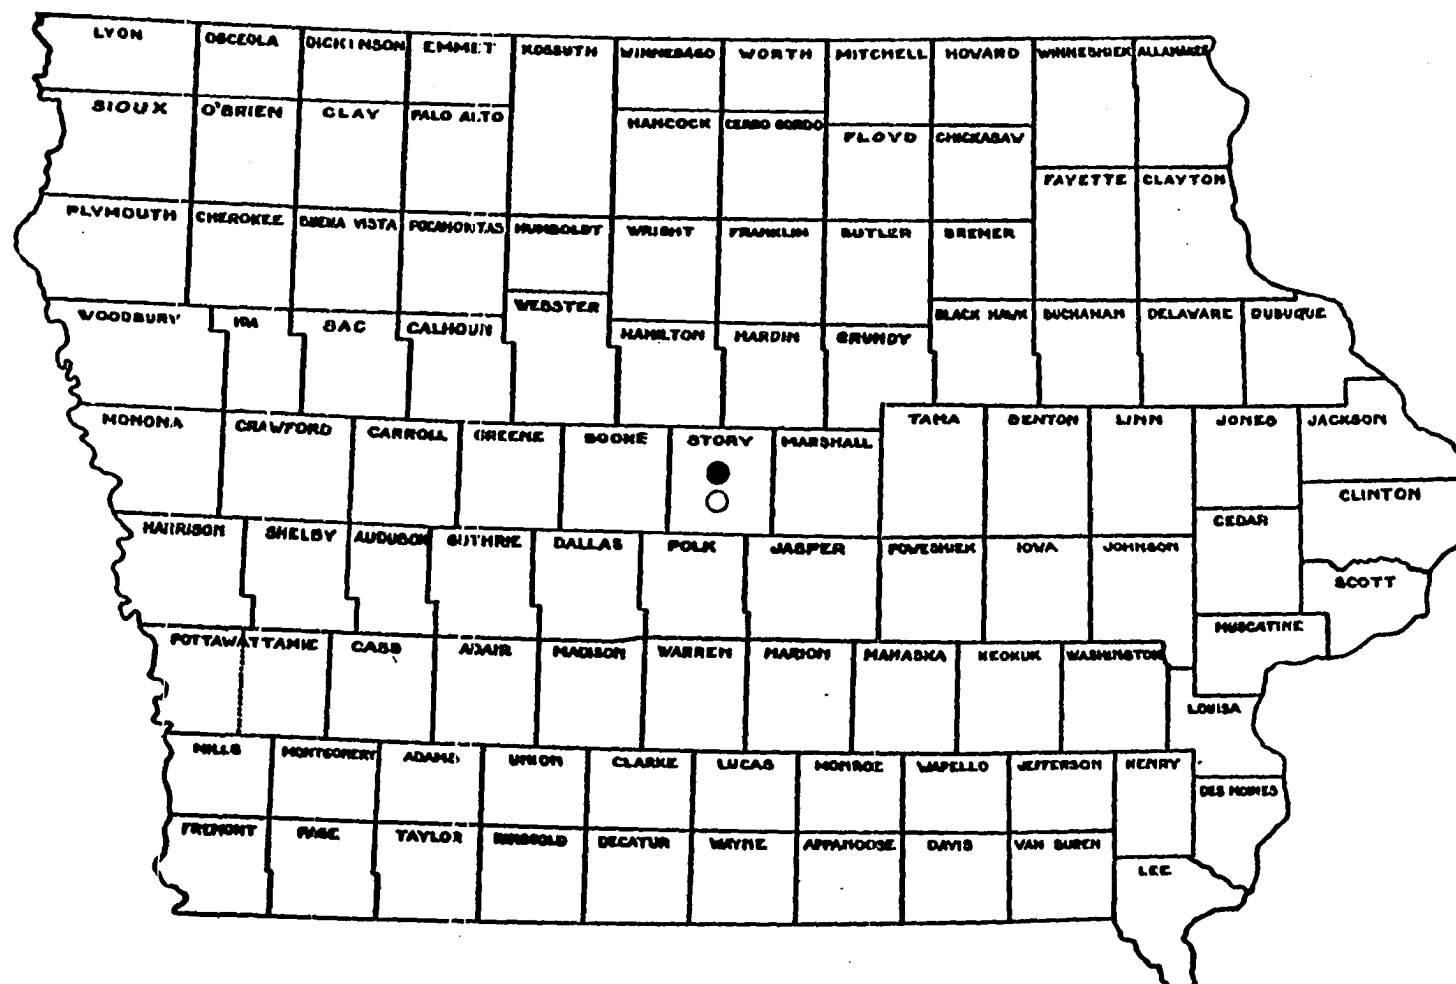 LYON OSCEOLA DICKINSON EMMET KOSSUTH WINNEBAGO WORTH MITCHELL HOWARD WINNESHIEK ALLAMAKEE
SIOUX O'BRIEN CLAY PALO ALTO HANCOCK CERRO GORDO FLOYD CHICKASAW
FAYETTE CLAYTON
PLYMOUTH CHEROKEE BUENA VISTA POCAHONTAS HUMBOLDT WRIGHT FRANKLIN BUTLER BREMER
WOODBURY IDA SAC CALHOUN WEBSTER HAMILTON HARDIN GRUNDY BLACK HAWK BUCHANAN DELAWARE DUBUQUE
MONONA CRAWFORD CARROLL GREENE BOONE STORY MARSHALL TAMA BENTON LINN JONES JACKSON
CLINTON
HARRISON SHELBY AUDUBON GUTHRIE DALLAS POLK JASPER POWESHIEK IOWA JOHNSON CEDAR
SCOTT
MUSCATINE
POTTAWATTAMIE CASS ADAIR MADISON WARREN MARION MAHASKA KEOKUK WASHINGTON
LOUISA
MILLS MONTGOMERY ADAMS UNION CLARKE LUCAS MONROE WAPELLO JEFFERSON HENRY
DES MOINES
FREMONT PAGE TAYLOR RINGGOLD DECATUR WAYNE APPANOOSE DAVIS VAN BUREN
LEE